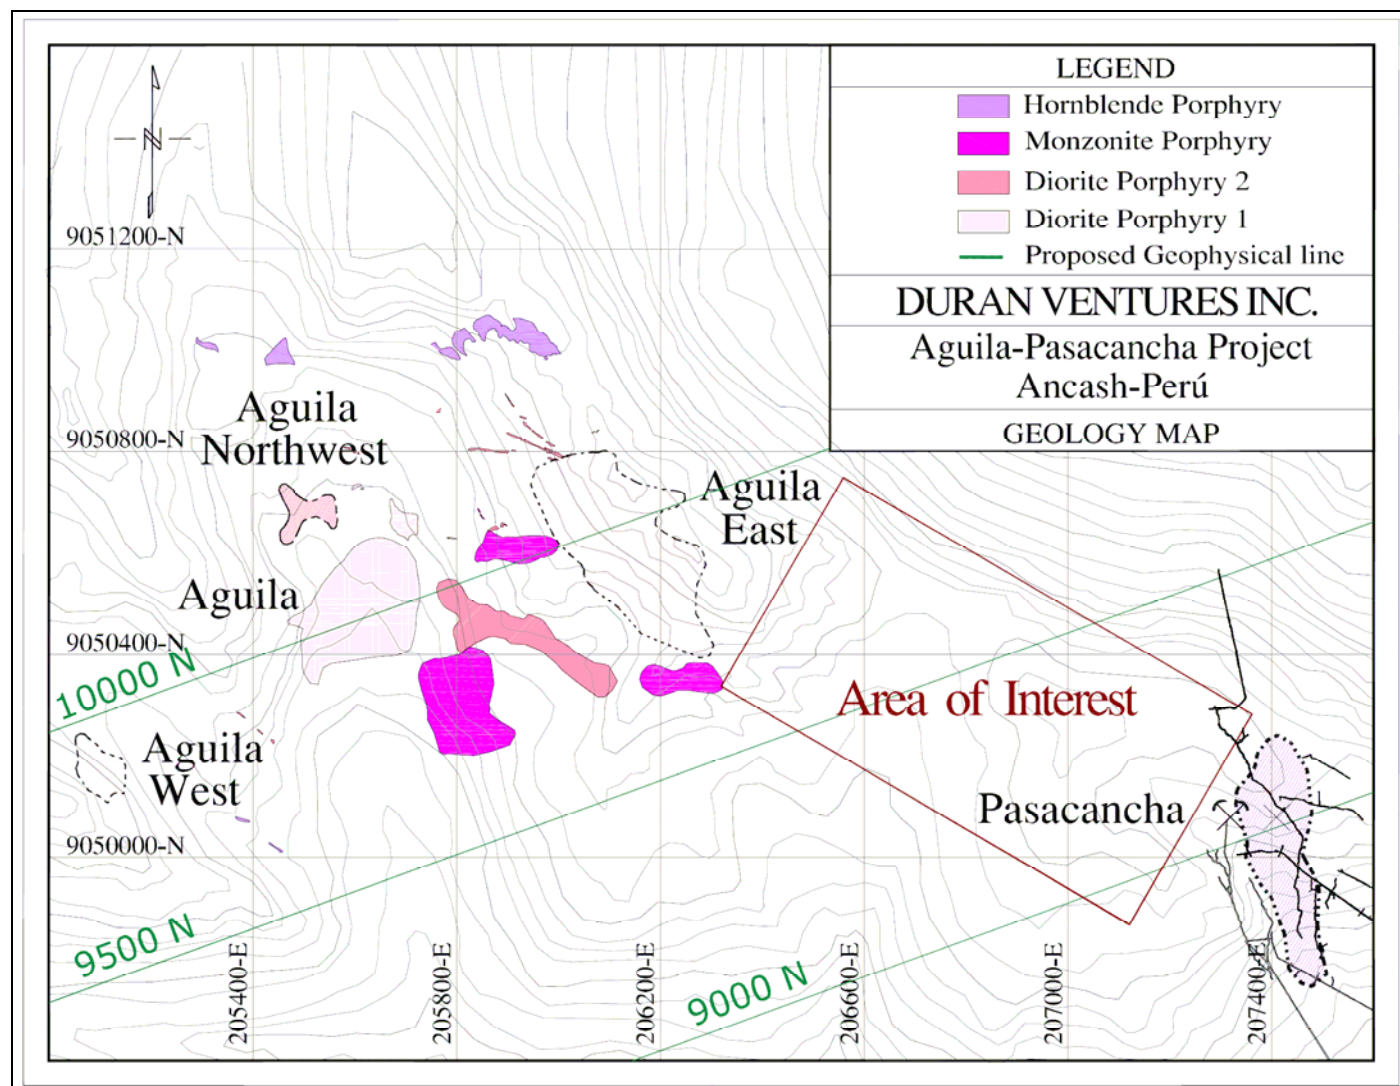 N
LEGEND
Hornblende Porphyry
Monzonite Porphyry
Diorite Porphyry 2
Diorite Porphyry 1
Proposed Geophysical line
DURAN VENTURES INC.
Aguila-Pasacancha Project
Ancash-Perú
GEOLOGY MAP
9051200-N
Aguila
Northwest
9050800-N
Aguila
East
Aguila
9050400-N
10000 N
Area of Interest
Aguila
West
Pasacancha
9050000-N
9500 N
9000 N
205400-E
205800-E
206200-E
206600-E
207000-E
207400-E